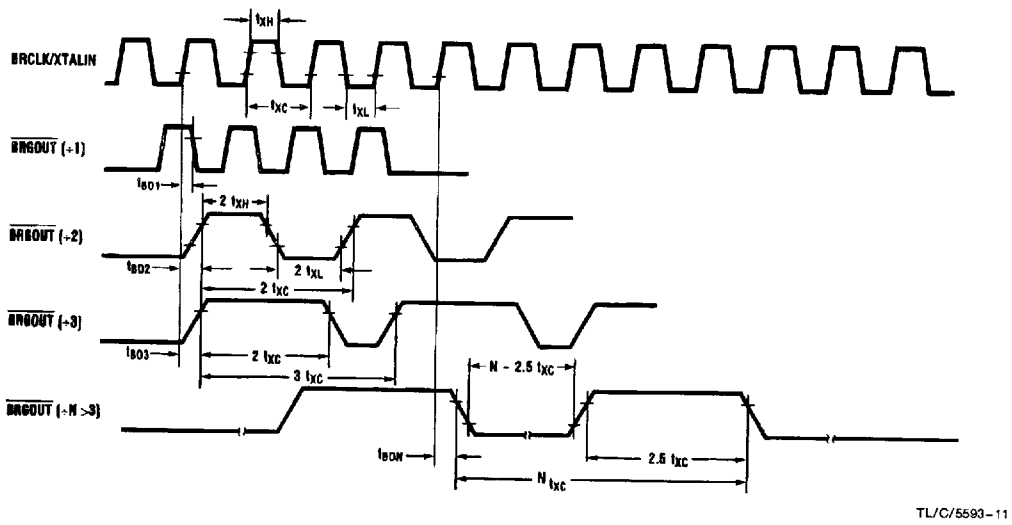 tXH
BRCLK/XTALIN
tXC
tXL
BRGOUT (÷1)
tBD1
2 tXH
BRGOUT (÷2)
tBD2
2 tXL
2 tXC
BRGOUT (÷3)
tBD3
2 tXC
3 tXC
N - 2.5 tXC
BRGOUT (÷N >3)
tBDN
2.5 tXC
N tXC
TL/C/5593-11